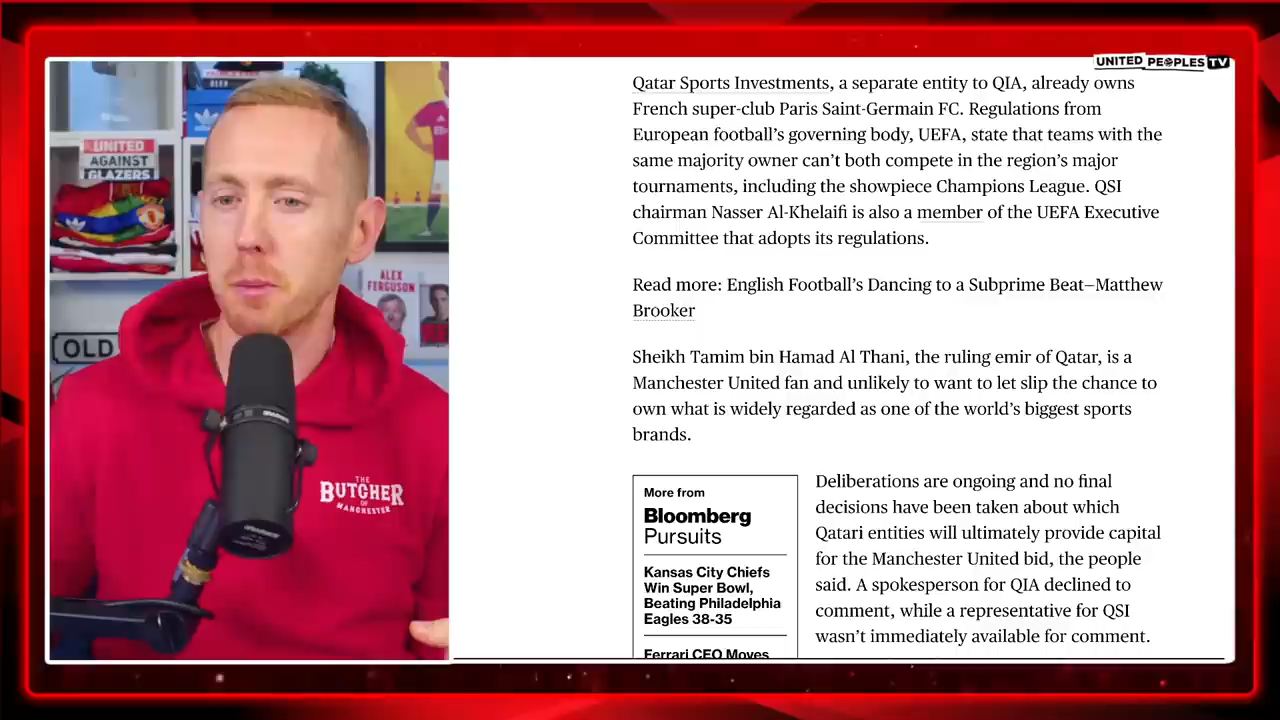 UNITED PEOPLES TV
Qatar Sports Investments, a separate entity to QIA, already owns
French super-club Paris Saint-Germain FC. Regulations from
European football's governing body, UEFA, state that teams with the
same majority owner can't both compete in the region's major
tournaments, including the showpiece Champions League. QSI
chairman Nasser Al-Khelaifi is also a member of the UEFA Executive
Committee that adopts its regulations.
Read more: English Football's Dancing to a Subprime Beat—Matthew
Brooker
Sheikh Tamim bin Hamad Al Thani, the ruling emir of Qatar, is a
Manchester United fan and unlikely to want to let slip the chance to
own what is widely regarded as one of the world's biggest sports
brands.
More from
Bloomberg
Pursuits
Kansas City Chiefs
Win Super Bowl,
Beating Philadelphia
Eagles 38-35
Ferrari CEO Moves
Deliberations are ongoing and no final
decisions have been taken about which
Qatari entities will ultimately provide capital
for the Manchester United bid, the people
said. A spokesperson for QIA declined to
comment, while a representative for QSI
wasn't immediately available for comment.
UNITED
AGAINST
GLAZERS
ALEX
FERGUSON
OLD
THE
BUTCHER
OF
MANCHESTER